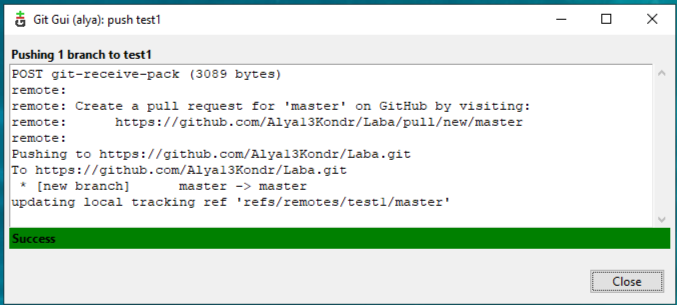 Git Gui (alya): push test1
Pushing 1 branch to test1
POST git-receive-pack (3089 bytes)
remote:
remote: Create a pull request for 'master' on GitHub by visiting:
remote:      https://github.com/Alya13Kondr/Laba/pull/new/master
remote:
Pushing to https://github.com/Alya13Kondr/Laba.git
To https://github.com/Alya13Kondr/Laba.git
 * [new branch]      master -> master
updating local tracking ref 'refs/remotes/test1/master'
Success
Close